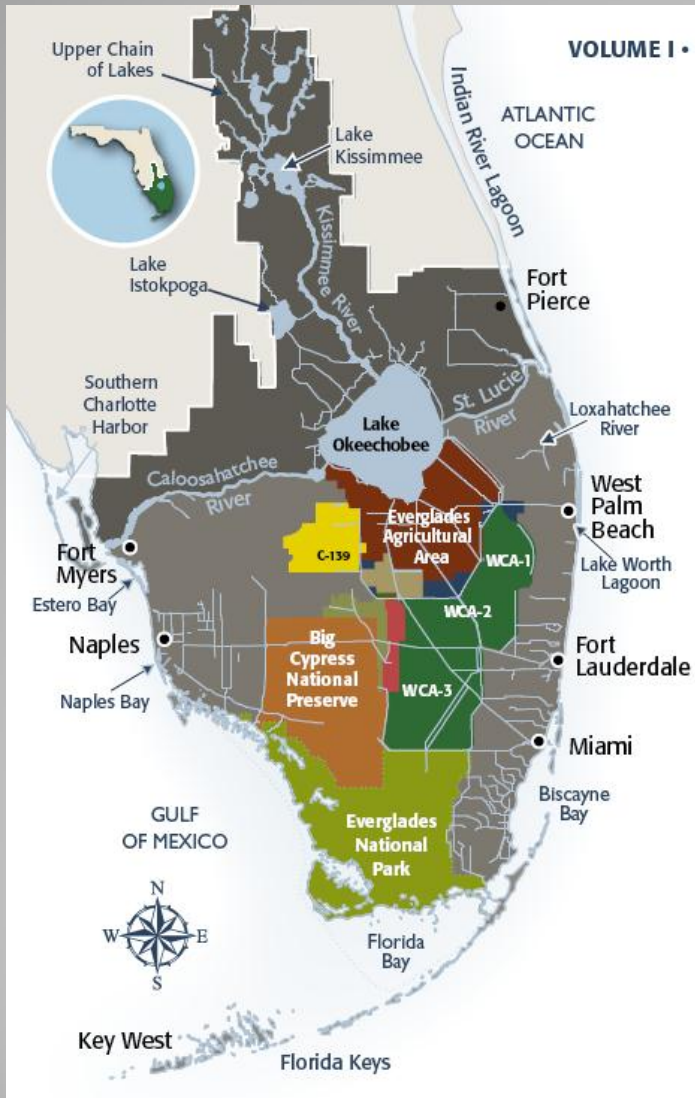 VOLUME I •
Upper Chain
of Lakes
Indian River Lagoon
ATLANTIC
OCEAN
Lake
Kissimmee
Kissimmee River
Lake
Istokpoga
Fort
Pierce
Southern
Charlotte
Harbor
St. Lucie
River
Loxahatchee
River
Lake
Okeechobee
Caloosahatchee
River
West
Palm
Beach
Everglades
Agricultural
Area
C-139
WCA-1
Fort
Myers
Lake Worth
Lagoon
Estero Bay
WCA-2
Naples
Big
Cypress
National
Preserve
Fort
Lauderdale
Naples Bay
WCA-3
Miami
Biscayne
Bay
GULF
OF MEXICO
Everglades
National
Park
N
W
E
S
Florida
Bay
Key West
Florida Keys